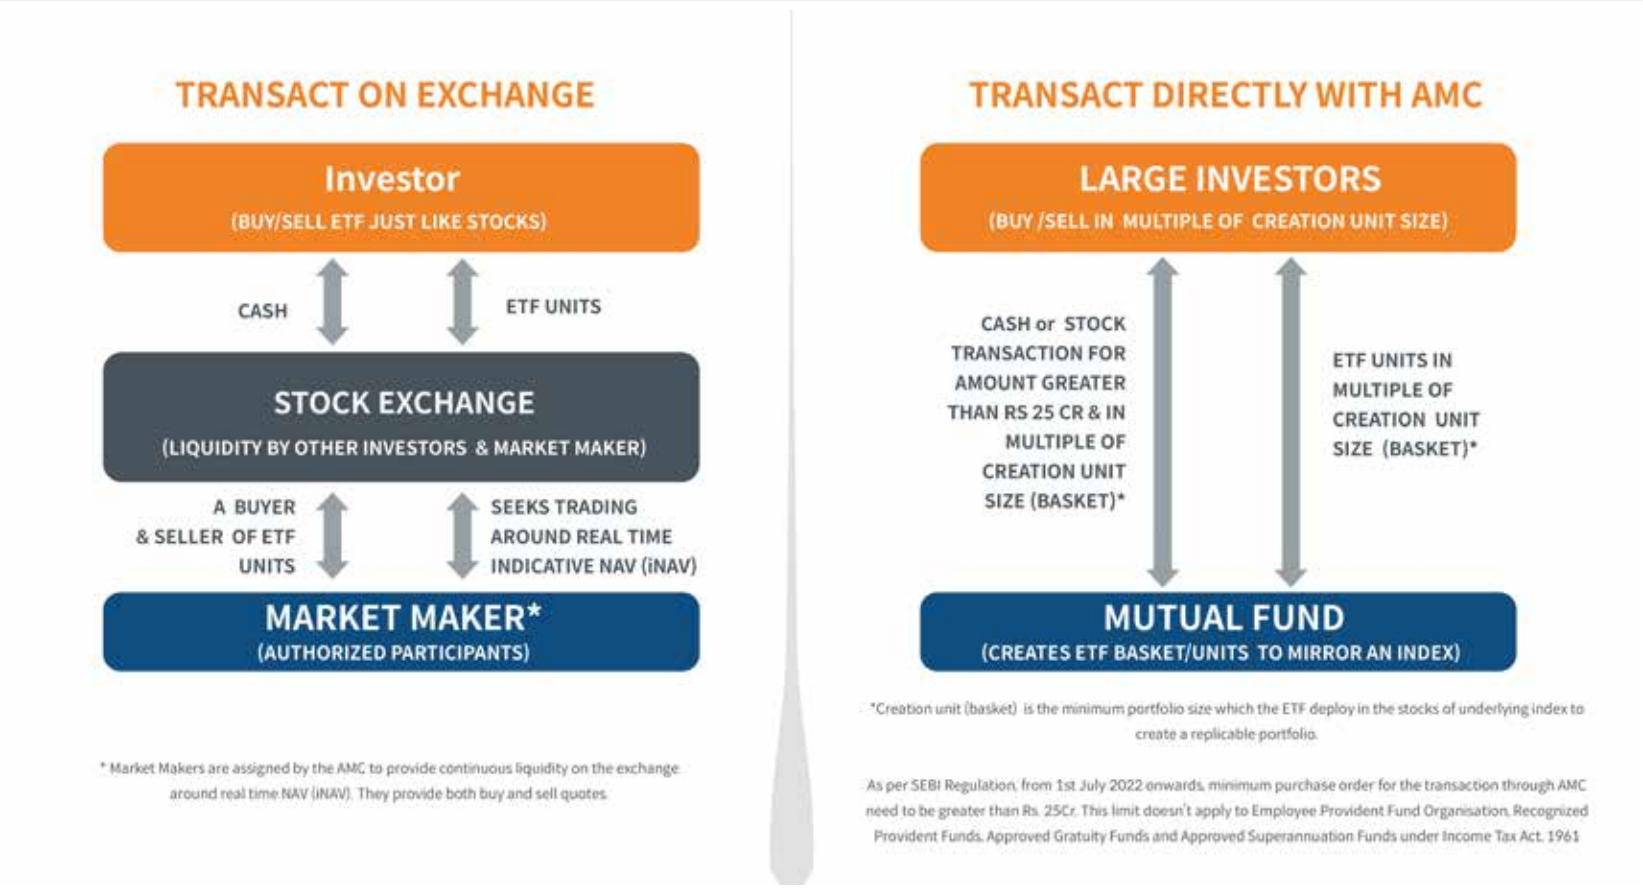 TRANSACT ON EXCHANGE
Investor
(BUY/SELL ETF JUST LIKE STOCKS)
CASH
ETF UNITS
STOCK EXCHANGE
(LIQUIDITY BY OTHER INVESTORS & MARKET MAKER)
A BUYER
& SELLER OF ETF
UNITS
SEEKS TRADING
AROUND REAL TIME
INDICATIVE NAV (iNAV)
MARKET MAKER*
(AUTHORIZED PARTICIPANTS)
* Market Makers are assigned by the AMC to provide continuous liquidity on the exchange
around real time NAV (iNAV). They provide both buy and sell quotes.
TRANSACT DIRECTLY WITH AMC
LARGE INVESTORS
(BUY /SELL IN MULTIPLE OF CREATION UNIT SIZE)
CASH or STOCK
TRANSACTION FOR
AMOUNT GREATER
THAN RS 25 CR & IN
MULTIPLE OF
CREATION UNIT
SIZE (BASKET)*
ETF UNITS IN
MULTIPLE OF
CREATION UNIT
SIZE (BASKET)*
MUTUAL FUND
(CREATES ETF BASKET/UNITS TO MIRROR AN INDEX)
*Creation unit (basket) is the minimum portfolio size which the ETF deploy in the stocks of underlying index to
create a replicable portfolio.
As per SEBI Regulation, from 1st July 2022 onwards, minimum purchase order for the transaction through AMC
need to be greater than Rs. 25Cr. This limit doesn't apply to Employee Provident Fund Organisation, Recognized
Provident Funds, Approved Gratuity Funds and Approved Superannuation Funds under Income Tax Act, 1961